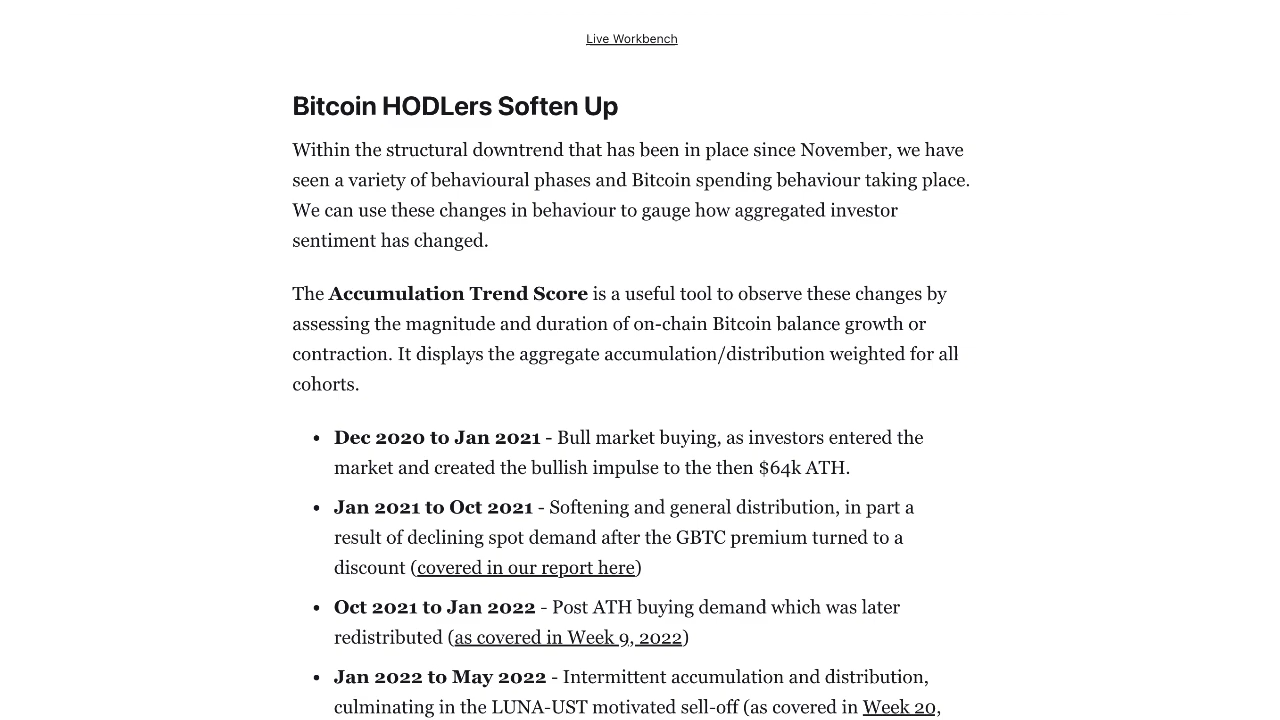 Live Workbench
Bitcoin HODLers Soften Up
Within the structural downtrend that has been in place since November, we have
seen a variety of behavioural phases and Bitcoin spending behaviour taking place.
We can use these changes in behaviour to gauge how aggregated investor
sentiment has changed.
The Accumulation Trend Score is a useful tool to observe these changes by
assessing the magnitude and duration of on-chain Bitcoin balance growth or
contraction. It displays the aggregate accumulation/distribution weighted for all
cohorts.
• Dec 2020 to Jan 2021 - Bull market buying, as investors entered the
market and created the bullish impulse to the then $64k ATH.
• Jan 2021 to Oct 2021 - Softening and general distribution, in part a
result of declining spot demand after the GBTC premium turned to a
discount (covered in our report here)
• Oct 2021 to Jan 2022 - Post ATH buying demand which was later
redistributed (as covered in Week 9, 2022)
• Jan 2022 to May 2022 - Intermittent accumulation and distribution,
culminating in the LUNA-UST motivated sell-off (as covered in Week 20,